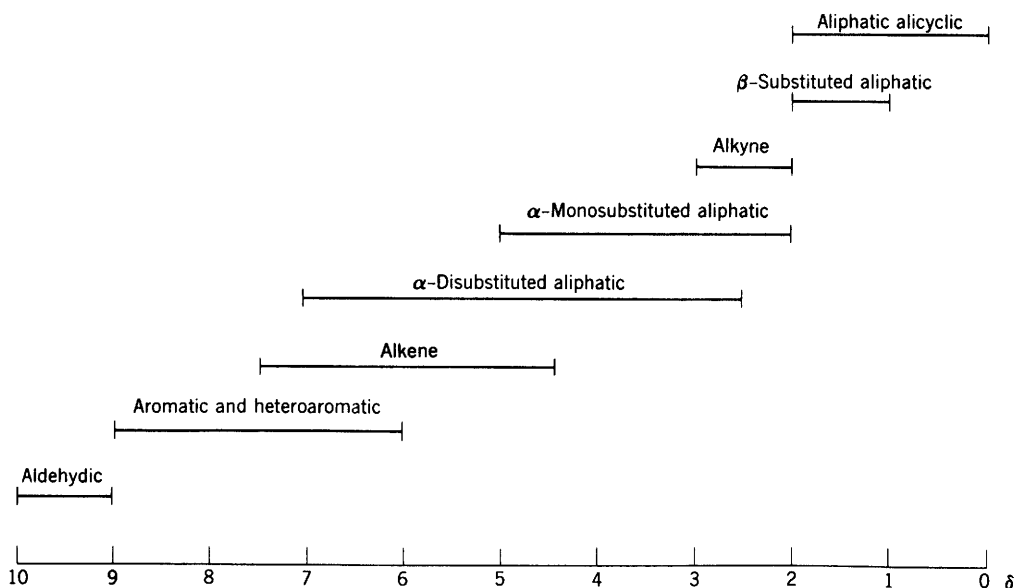 Aliphatic alicyclic
β-Substituted aliphatic
Alkyne
α-Monosubstituted aliphatic
α-Disubstituted aliphatic
Alkene
Aromatic and heteroaromatic
Aldehydic
10 9 8 7 6 5 4 3 2 1 0 δ